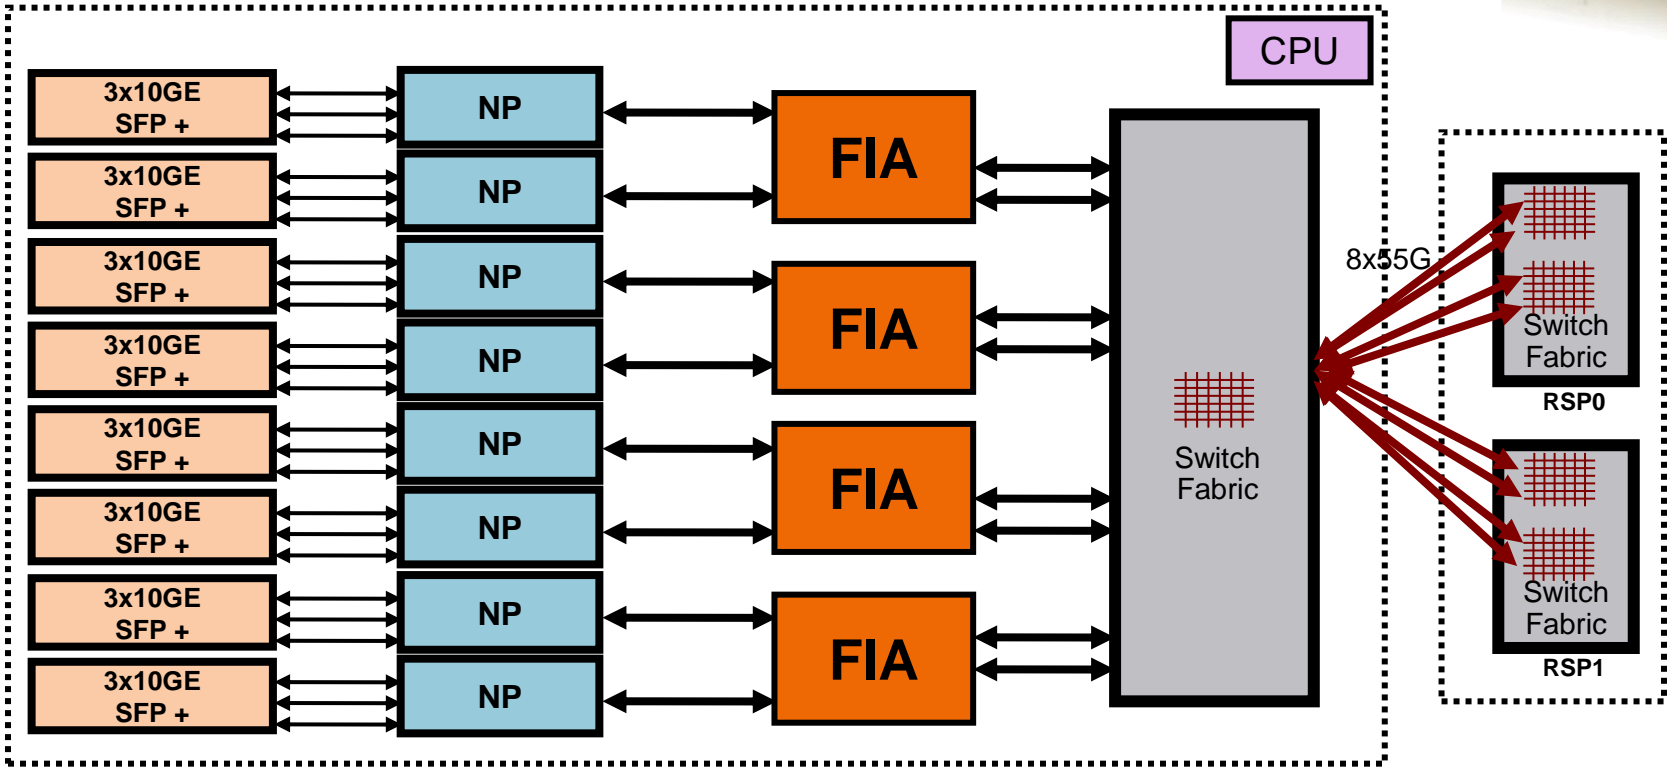 CPU
3x10GE
SFP +
NP
3x10GE
SFP +
NP
FIA
3x10GE
SFP +
NP
3x10GE
SFP +
NP
FIA
3x10GE
SFP +
NP
3x10GE
SFP +
NP
FIA
3x10GE
SFP +
NP
3x10GE
SFP +
NP
FIA
Switch
Fabric
8x55G
Switch
Fabric
RSP0
Switch
Fabric
RSP1